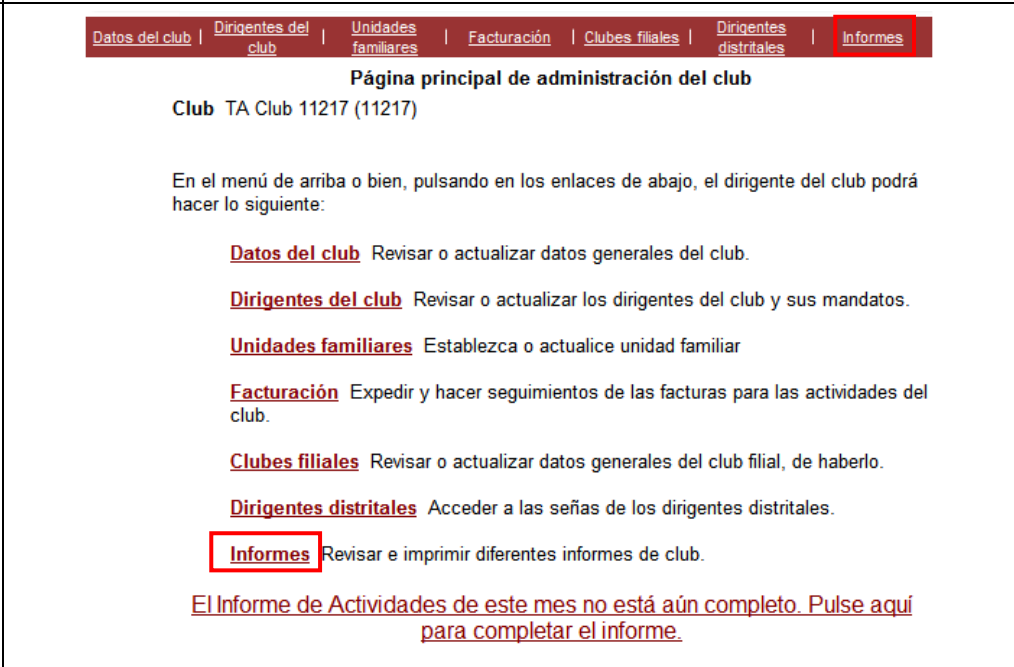 Datos del club | Dirigentes del club | Unidades familiares | Facturación | Clubes filiales | Dirigentes distritales | Informes
Página principal de administración del club
Club TA Club 11217 (11217)
En el menú de arriba o bien, pulsando en los enlaces de abajo, el dirigente del club podrá
hacer lo siguiente:
Datos del club Revisar o actualizar datos generales del club.
Dirigentes del club Revisar o actualizar los dirigentes del club y sus mandatos.
Unidades familiares Establezca o actualice unidad familiar
Facturación Expedir y hacer seguimientos de las facturas para las actividades del
club.
Clubes filiales Revisar o actualizar datos generales del club filial, de haberlo.
Dirigentes distritales Acceder a las señas de los dirigentes distritales.
Informes Revisar e imprimir diferentes informes de club.
El Informe de Actividades de este mes no está aún completo. Pulse aquí
para completar el informe.